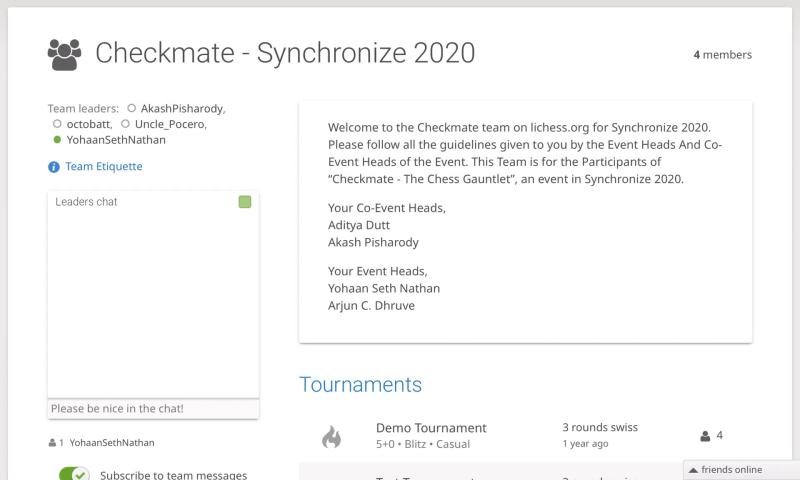 Checkmate - Synchronize 2020
4 members
Team leaders: AkashPisharody,
octobatt, Uncle_Pocero,
YohaanSethNathan
Team Etiquette
Leaders chat
Please be nice in the chat!
1 YohaanSethNathan
Subscribe to team messages
Welcome to the Checkmate team on lichess.org for Synchronize 2020.
Please follow all the guidelines given to you by the Event Heads And Co-
Event Heads of the Event. This Team is for the Participants of
“Checkmate - The Chess Gauntlet”, an event in Synchronize 2020.
Your Co-Event Heads,
Aditya Dutt
Akash Pisharody
Your Event Heads,
Yohaan Seth Nathan
Arjun C. Dhruve
Tournaments
Demo Tournament
5+0 • Blitz • Casual
3 rounds swiss
1 year ago
4
friends online